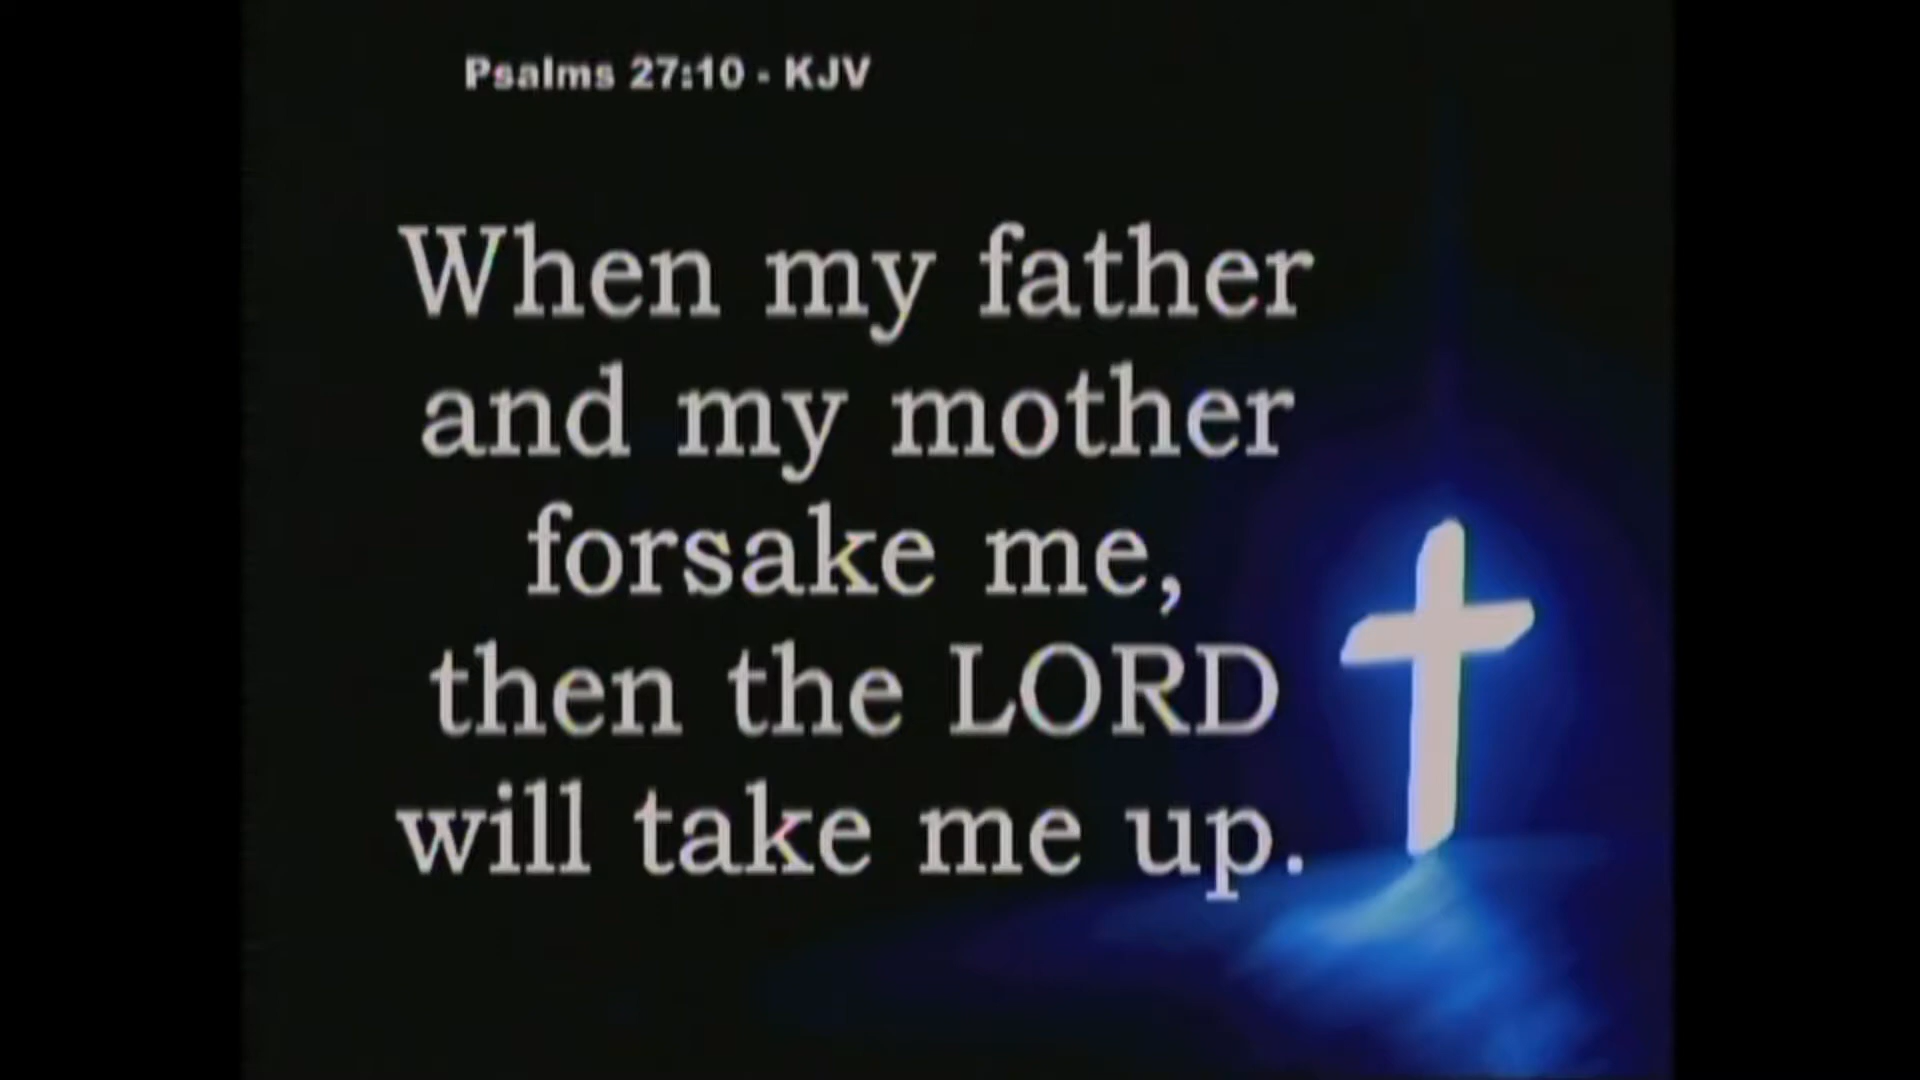 Psalms 27:10 - KJV
When my father
and my mother
forsake me,
then the LORD
will take me up.